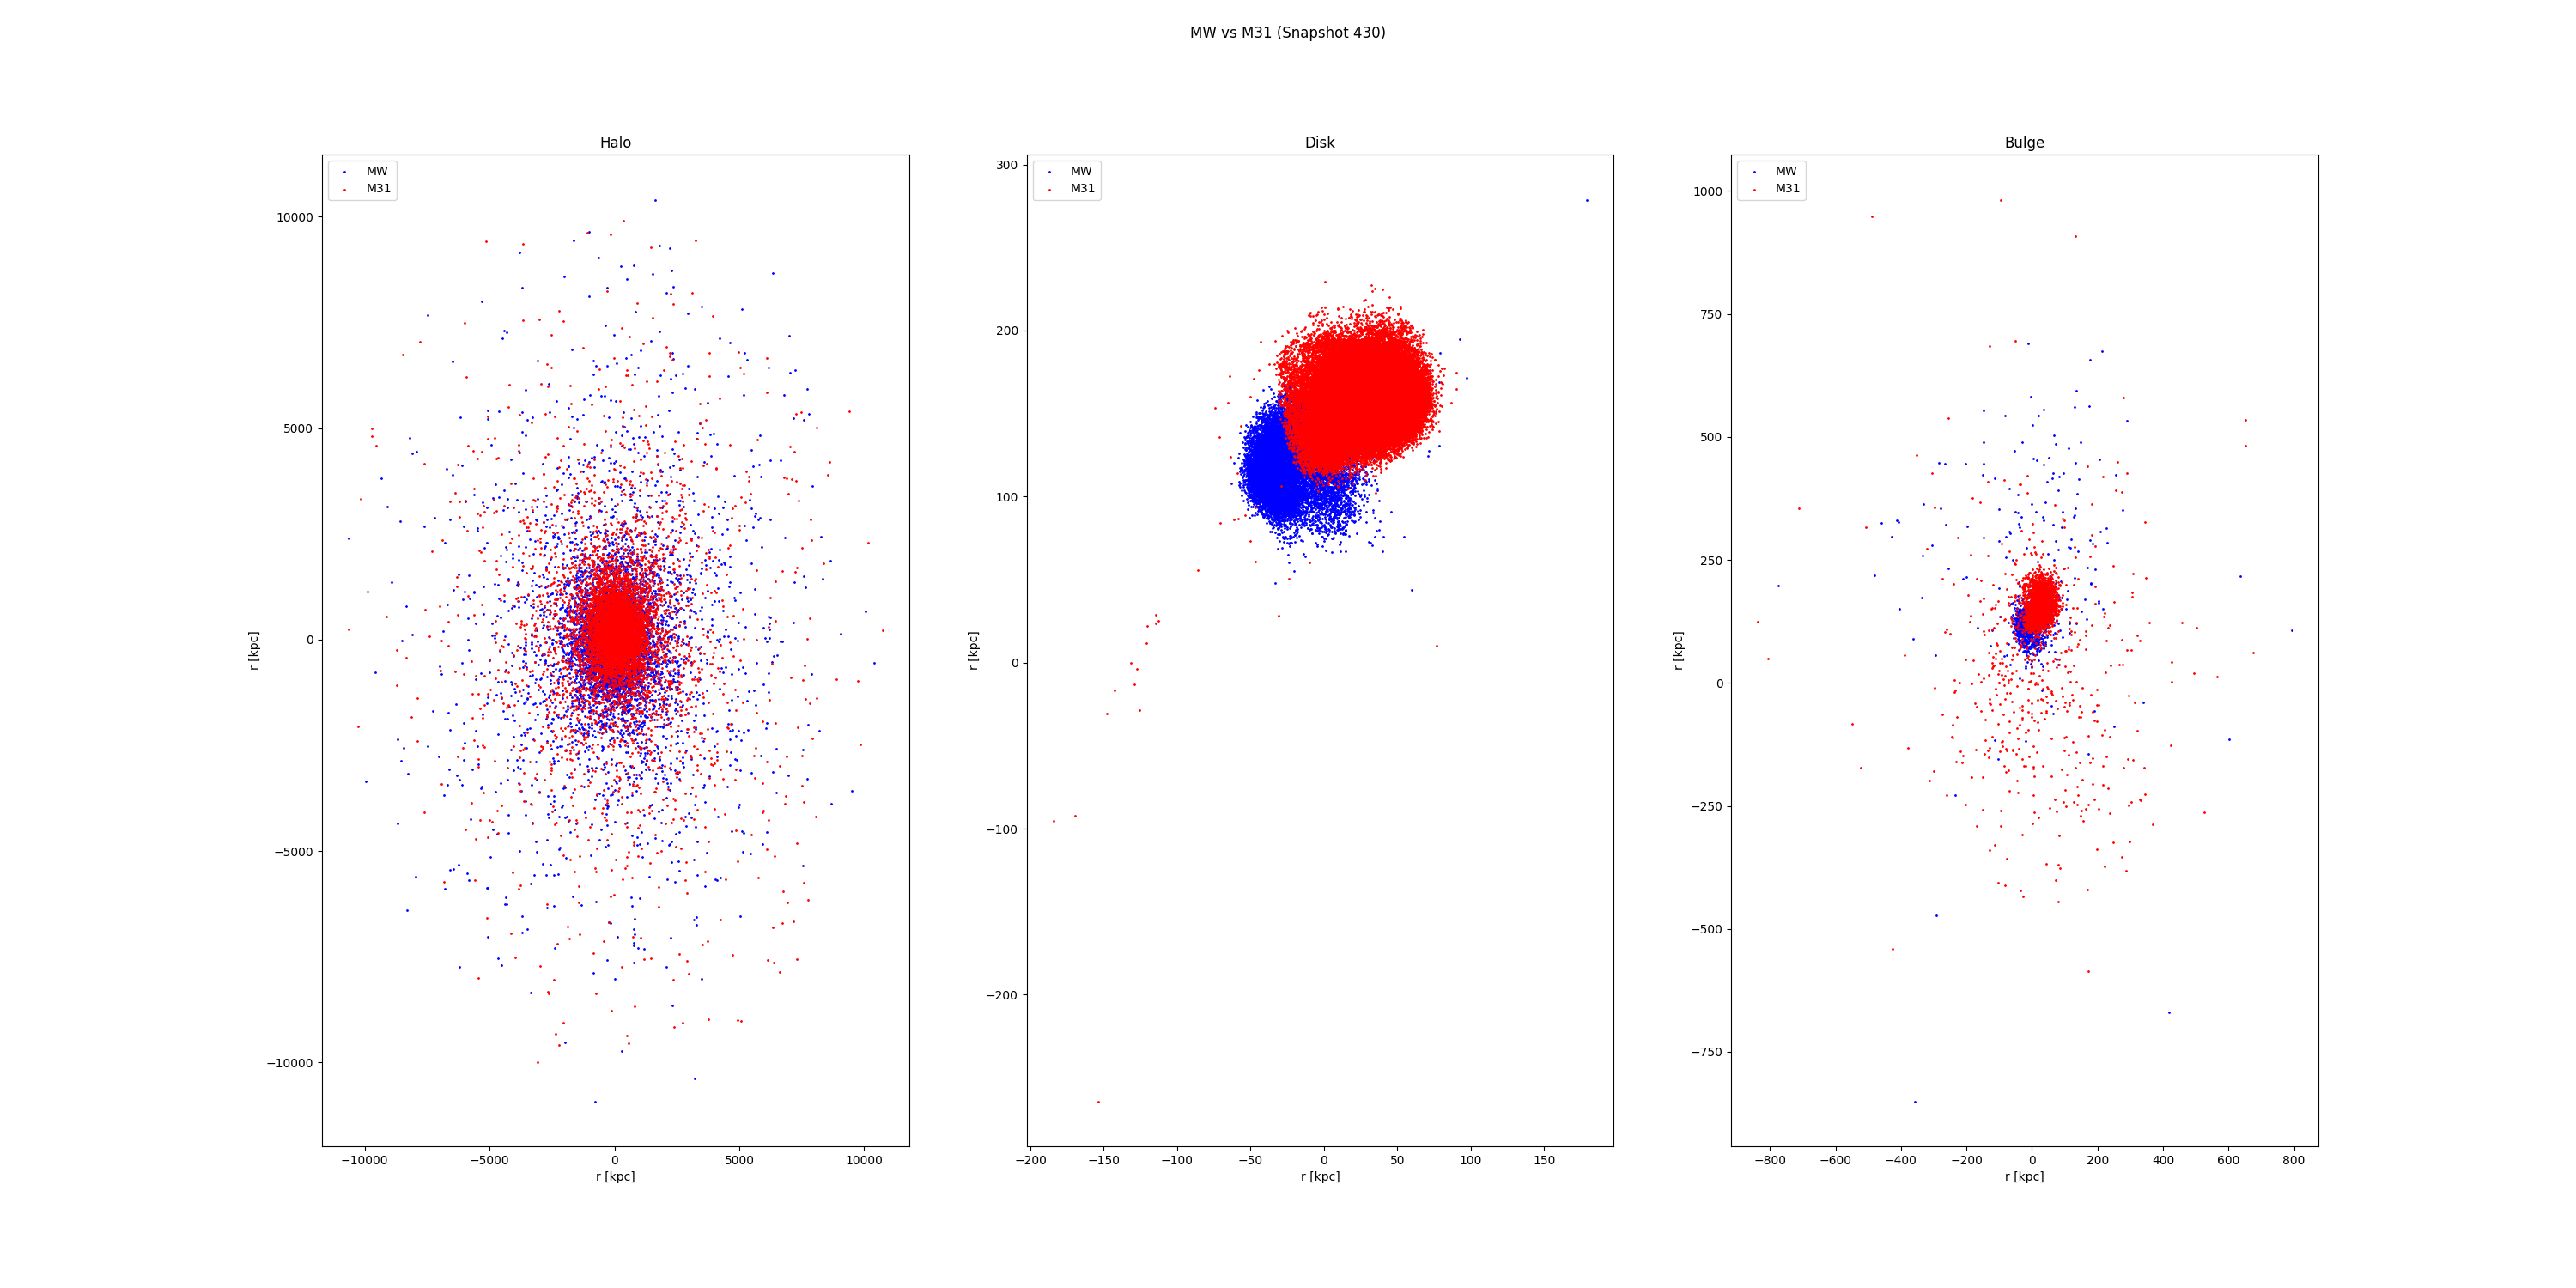 MW vs M31 (Snapshot 430)
Halo
MW
M31
10000
5000
0
−5000
−10000
r [kpc]
−10000 −5000 0 5000 10000
r [kpc]
Disk
MW
M31
300
200
100
0
−100
−200
r [kpc]
−200 −150 −100 −50 0 50 100 150
r [kpc]
Bulge
MW
M31
1000
750
500
250
0
−250
−500
−750
r [kpc]
−800 −600 −400 −200 0 200 400 600 800
r [kpc]